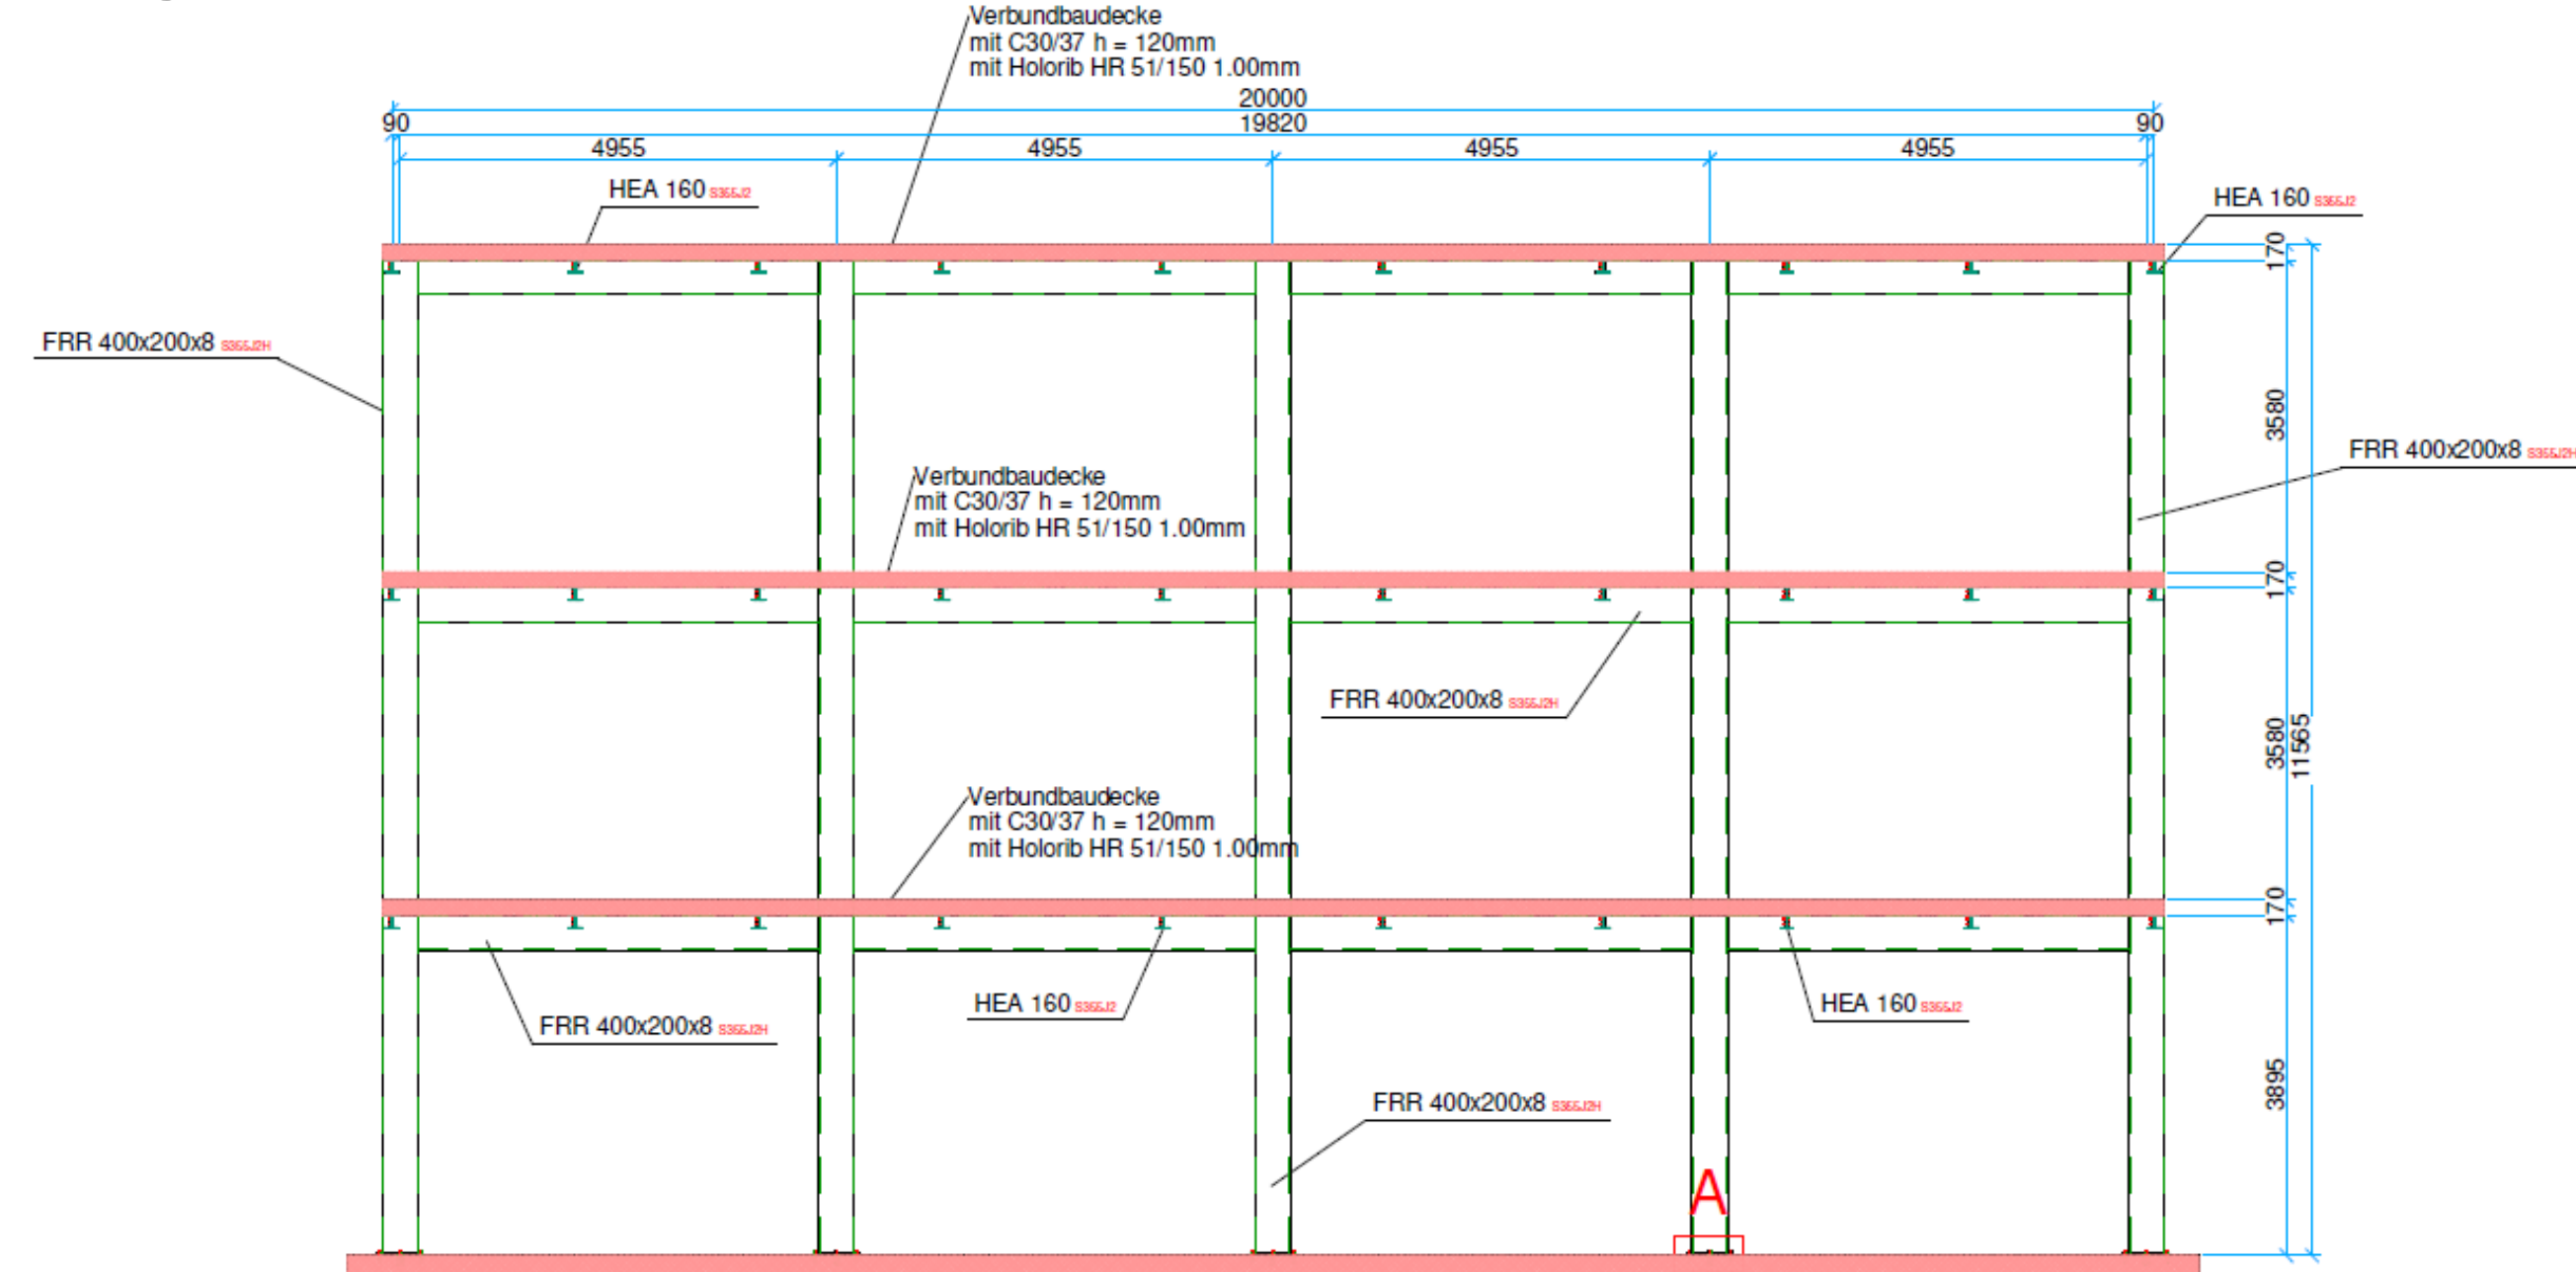 Verbundbaudecke
mit C30/37 h = 120mm
mit Holorib HR 51/150 1.00mm
20000
90
19820
90
4955
4955
4955
4955
HEA 160 S355J2
HEA 160 S355J2
170
FRR 400x200x8 S355J2H
3580
FRR 400x200x8 S355J2H
Verbundbaudecke
mit C30/37 h = 120mm
mit Holorib HR 51/150 1.00mm
170
FRR 400x200x8 S355J2H
3580
11565
Verbundbaudecke
mit C30/37 h = 120mm
mit Holorib HR 51/150 1.00mm
170
HEA 160 S355J2
HEA 160 S355J2
FRR 400x200x8 S355J2H
3895
FRR 400x200x8 S355J2H
A